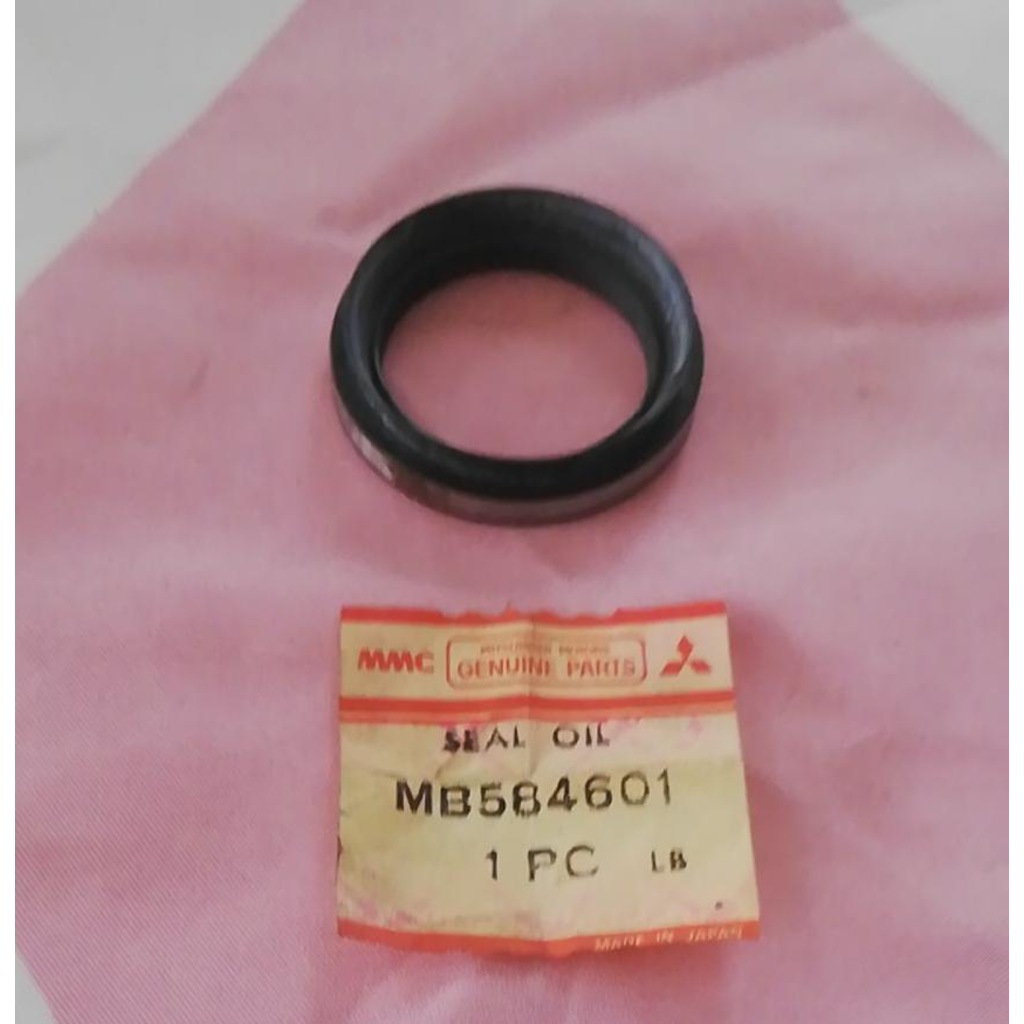 MMC GENUINE PARTS
SEAL OIL
MB584601
1 PC LB
MADE IN JAPAN